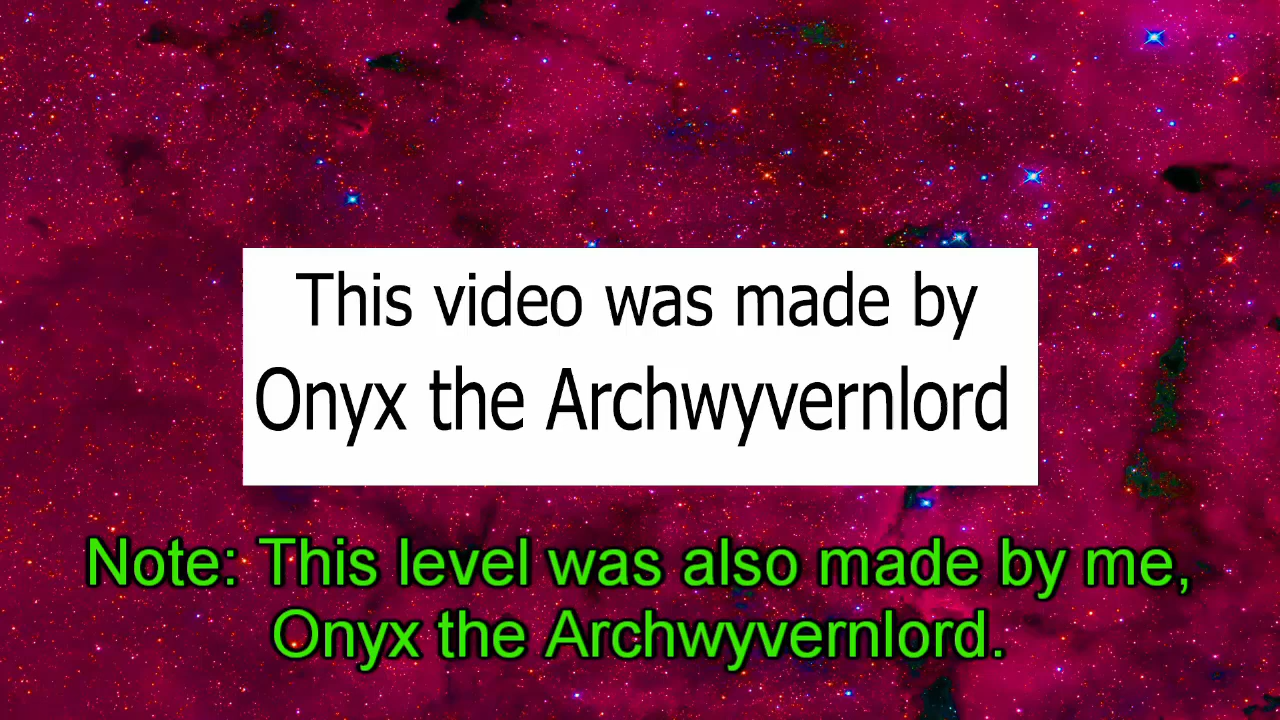 This video was made by
Onyx the Archwyvernlord
Note: This level was also made by me,
Onyx the Archwyvernlord.